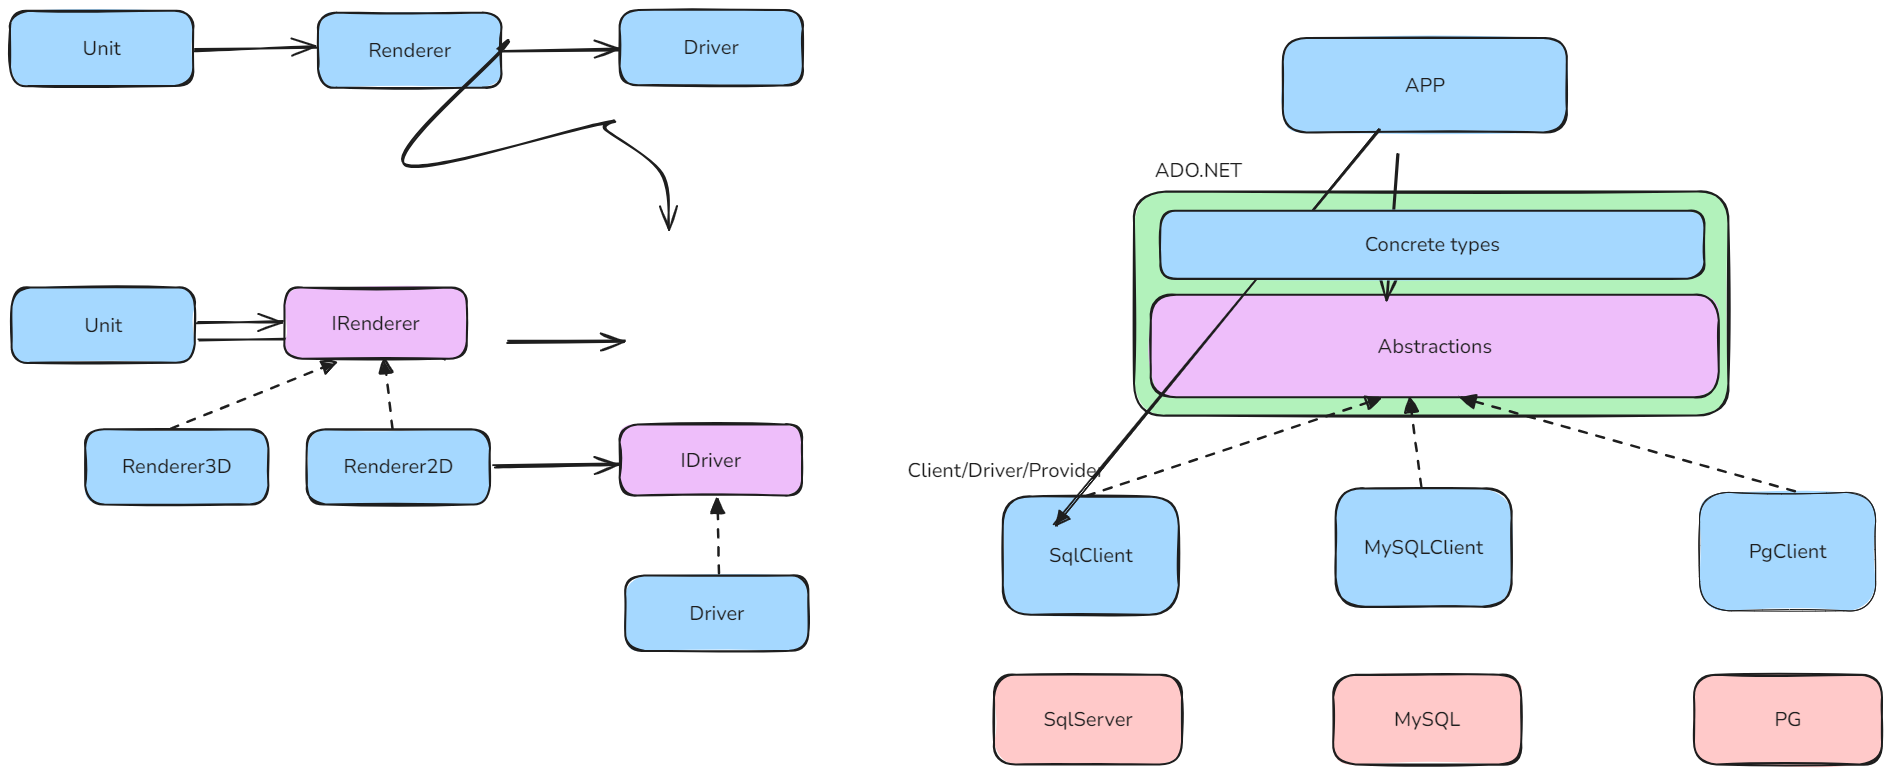 Unit
Renderer
Driver
Unit
IRenderer
Renderer3D
Renderer2D
IDriver
Driver
APP
ADO.NET
Concrete types
Abstractions
Client/Driver/Provider
SqlClient
MySQLClient
PgClient
SqlServer
MySQL
PG